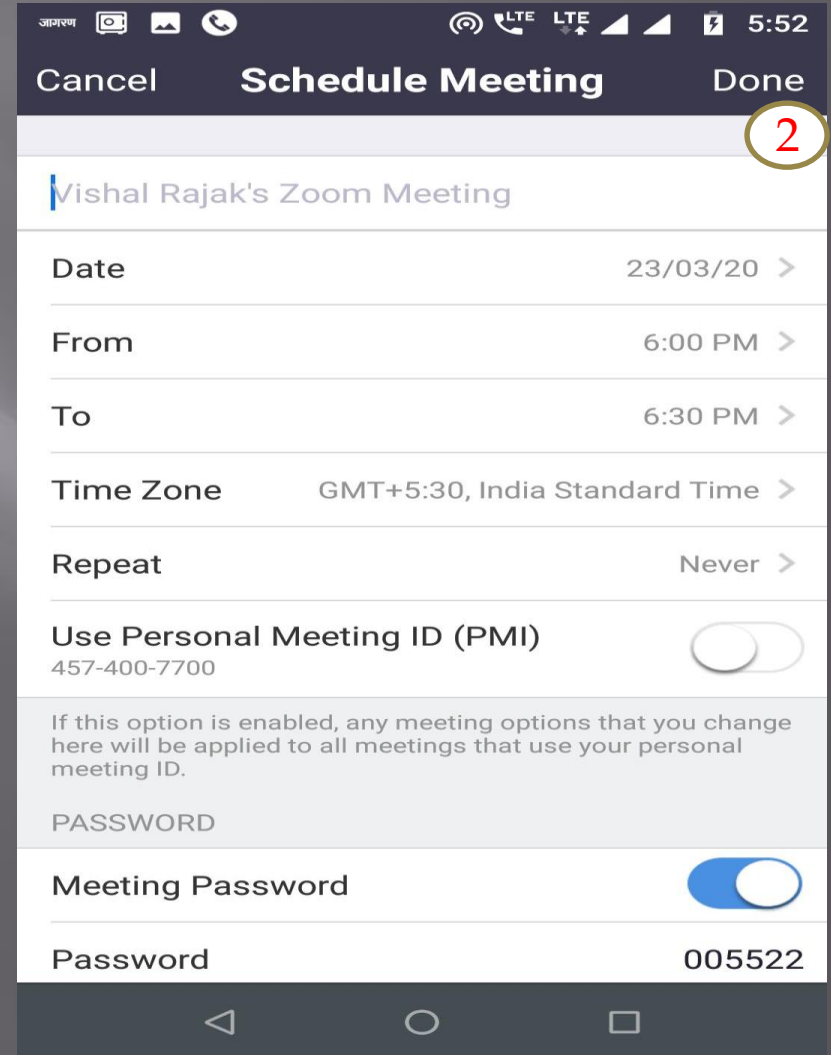 जागरण LTE LTE 5:52
Cancel Schedule Meeting Done
2
Vishal Rajak's Zoom Meeting
Date 23/03/20
From 6:00 PM
To 6:30 PM
Time Zone GMT+5:30, India Standard Time
Repeat Never
Use Personal Meeting ID (PMI)
457-400-7700
If this option is enabled, any meeting options that you change
here will be applied to all meetings that use your personal
meeting ID.
PASSWORD
Meeting Password
Password 005522